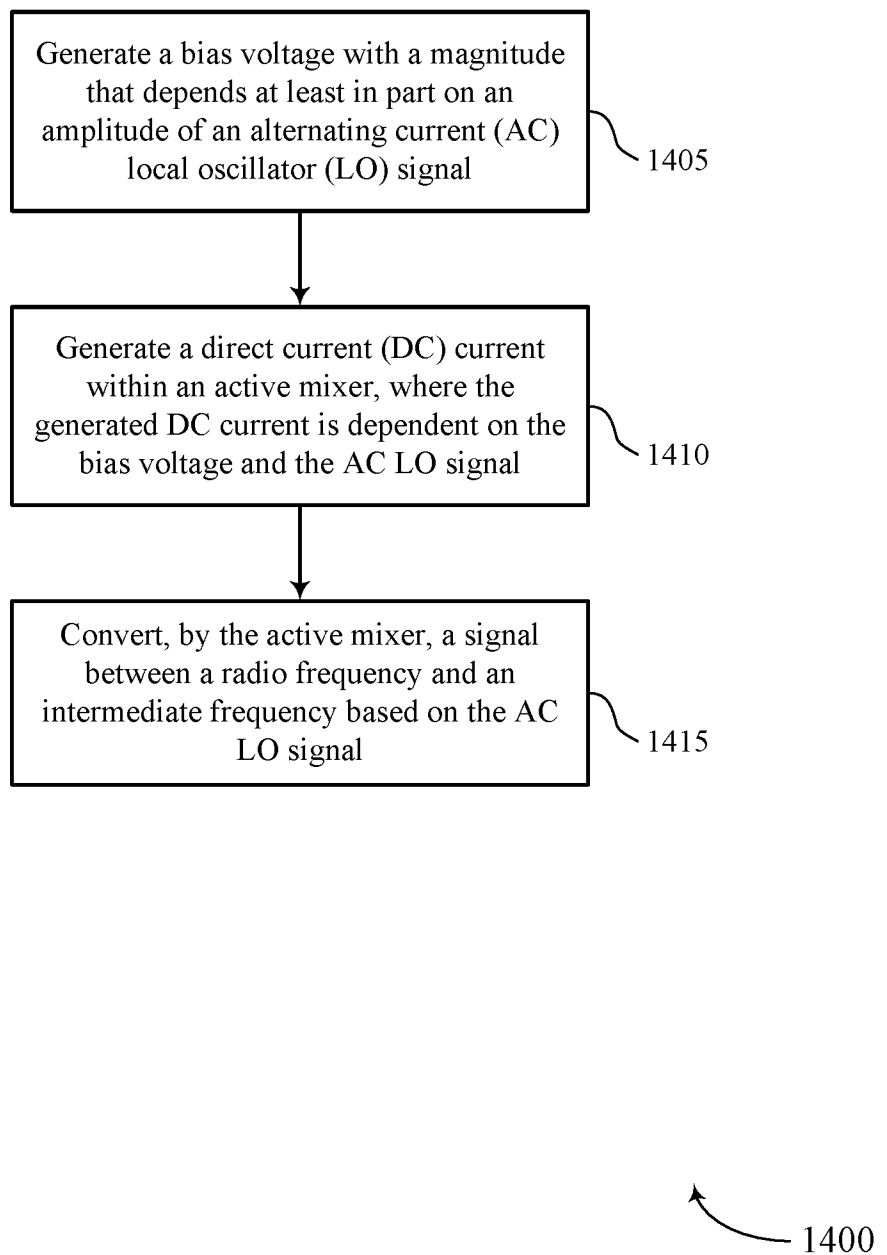 Generate a bias voltage with a magnitude
that depends at least in part on an
amplitude of an alternating current (AC)
local oscillator (LO) signal
1405
Generate a direct current (DC) current
within an active mixer, where the
generated DC current is dependent on the
bias voltage and the AC LO signal
1410
Convert, by the active mixer, a signal
between a radio frequency and an
intermediate frequency based on the AC
LO signal
1415
1400